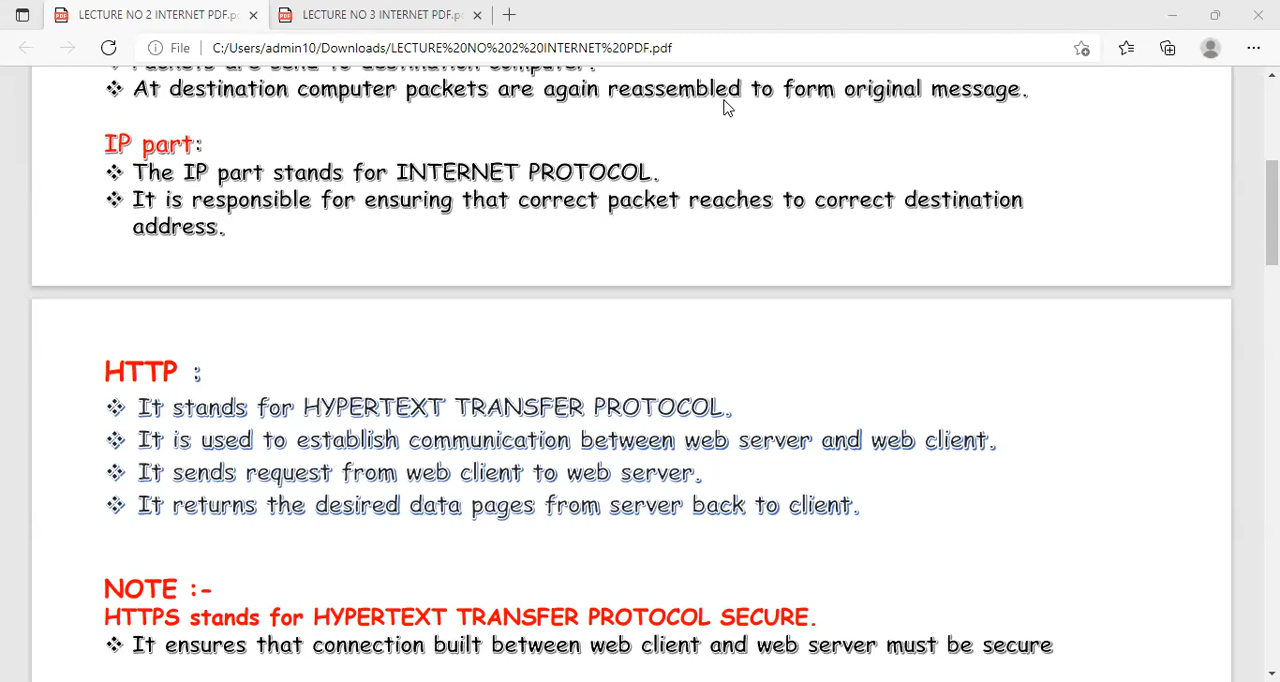 LECTURE NO 2 INTERNET PDF.p
LECTURE NO 3 INTERNET PDF.p
File
C:/Users/admin10/Downloads/LECTURE%20NO%202%20INTERNET%20PDF.pdf
Packets are send to destination computer.
At destination computer packets are again reassembled to form original message.
IP part:
The IP part stands for INTERNET PROTOCOL.
It is responsible for ensuring that correct packet reaches to correct destination
address.
HTTP :
It stands for HYPERTEXT TRANSFER PROTOCOL.
It is used to establish communication between web server and web client.
It sends request from web client to web server.
It returns the desired data pages from server back to client.
NOTE :-
HTTPS stands for HYPERTEXT TRANSFER PROTOCOL SECURE.
It ensures that connection built between web client and web server must be secure